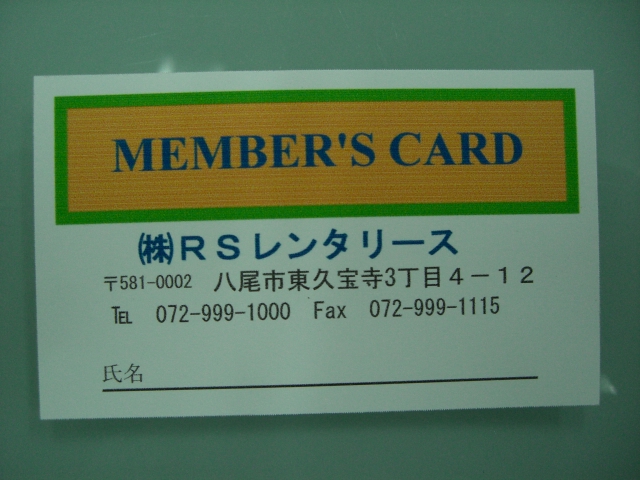 MEMBER'S CARD
㈱ＲＳレンタリース
〒581-0002 八尾市東久宝寺3丁目４－１２
℡ 072-999-1000 Fax 072-999-1115
氏名